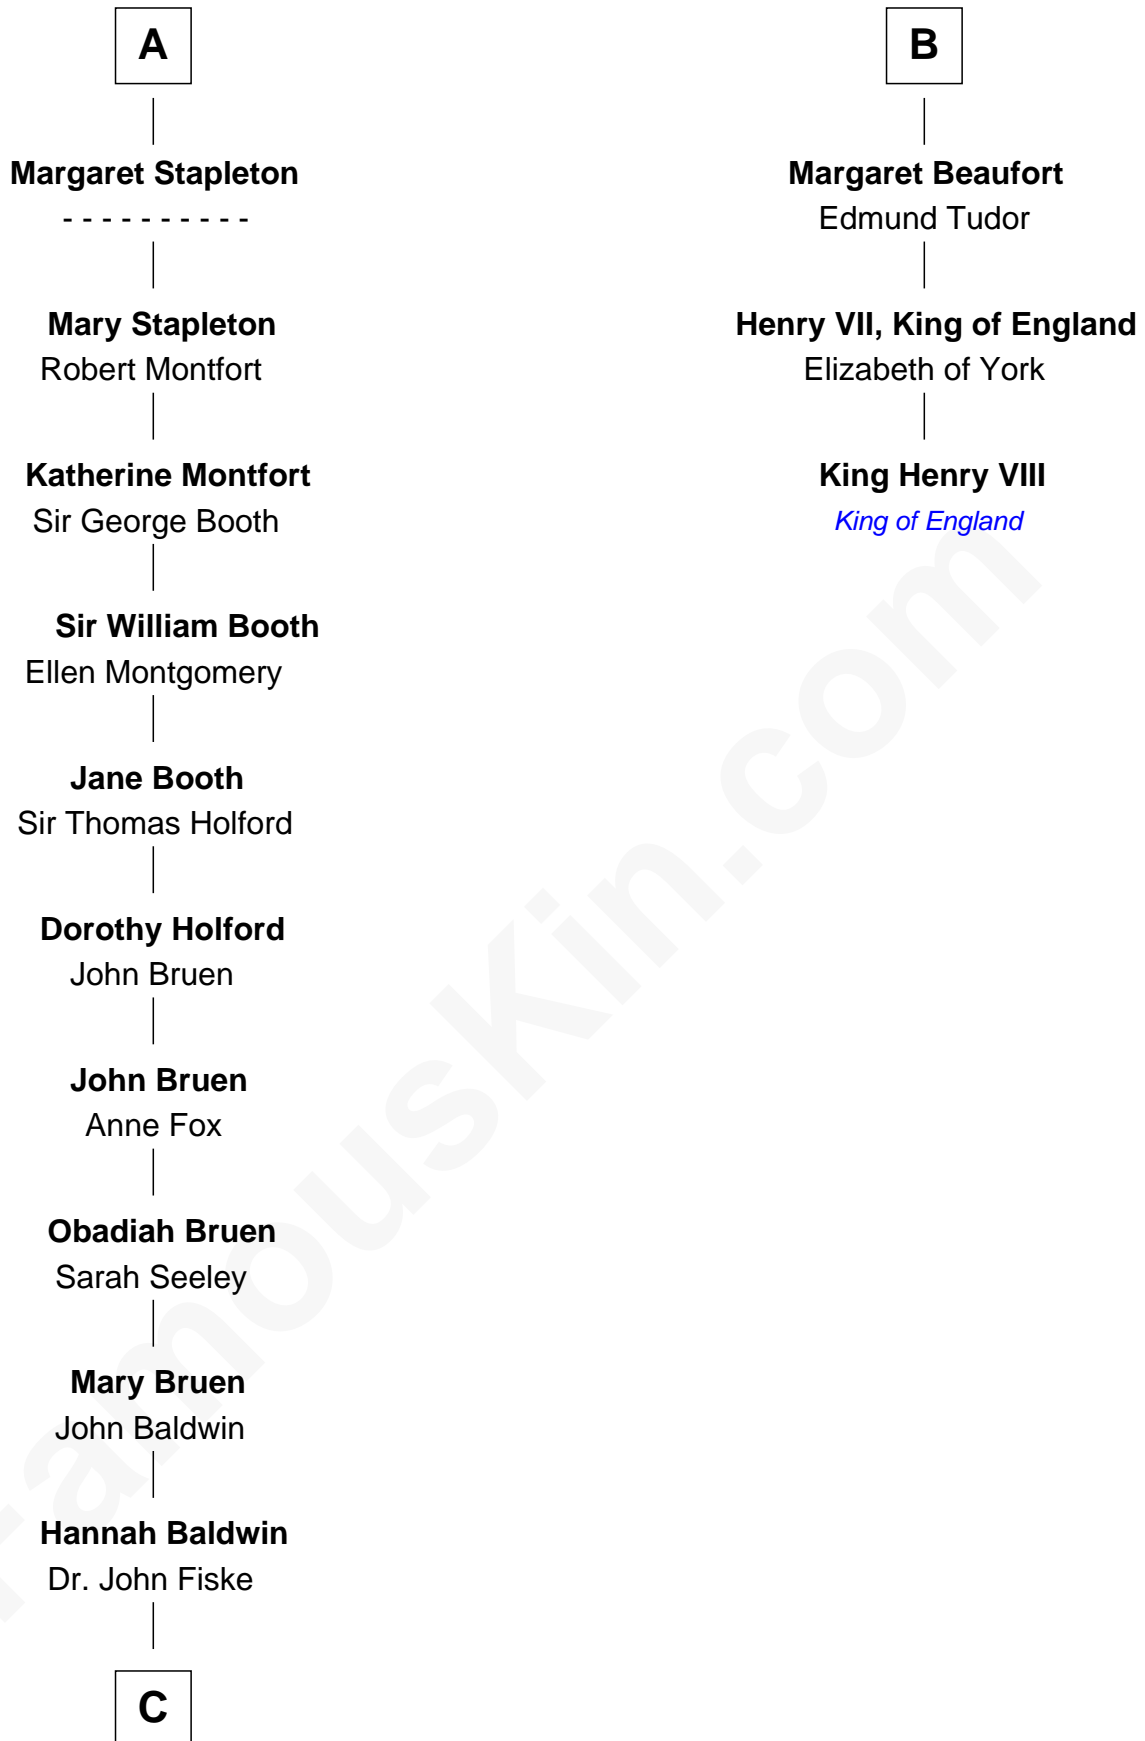 A
Margaret Stapleton
- - - - - - - - - -
Mary Stapleton
Robert Montfort
Katherine Montfort
Sir George Booth
Sir William Booth
Ellen Montgomery
Jane Booth
Sir Thomas Holford
Dorothy Holford
John Bruen
John Bruen
Anne Fox
Obadiah Bruen
Sarah Seeley
Mary Bruen
John Baldwin
Hannah Baldwin
Dr. John Fiske
C
B
Margaret Beaufort
Edmund Tudor
Henry VII, King of England
Elizabeth of York
King Henry VIII
King of England
FamousKin.com